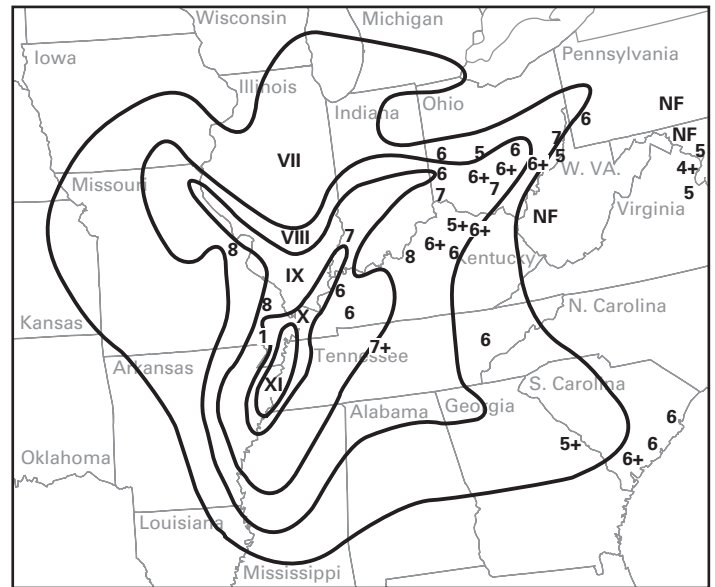 Wisconsin Michigan
Iowa Pennsylvania
Illinois
Indiana Ohio NF
6
7 NF
6 5 6 5 5
VII 6 6+ 6+ 6+ W. VA. 4+
Missouri 7 7 5
Virginia
NF
VIII 7 5+ 6+
8 6+ 6 Kentucky
8
IX
6
8 N. Carolina
X 6
Kansas 1
6
Tennessee 7+
Arkansas
XI S. Carolina
Alabama Georgia
6
5+ 6
Oklahoma 6+
Louisiana
Mississippi